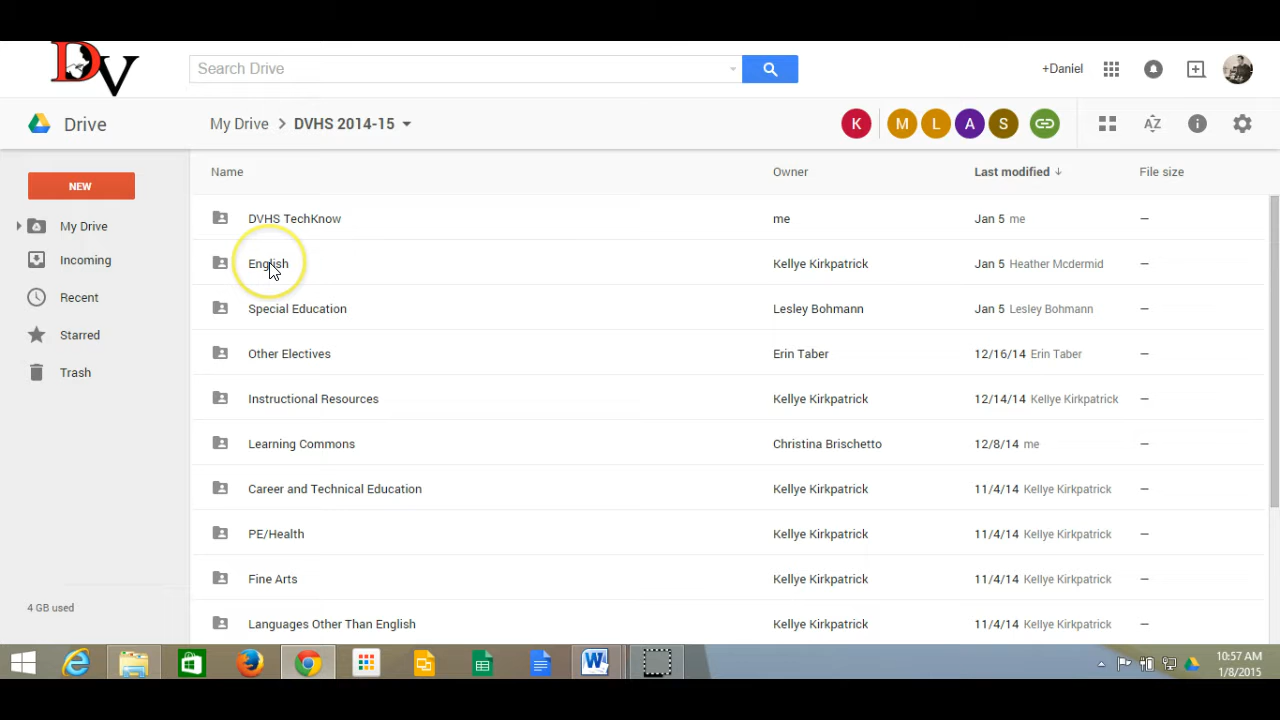 DV
Search Drive
+Daniel
Drive
My Drive > DVHS 2014-15
K M L A S
AZ
NEW
My Drive
Incoming
Recent
Starred
Trash
4 GB used
Name Owner Last modified File size
DVHS TechKnow me Jan 5 me –
English Kellye Kirkpatrick Jan 5 Heather Mcdermid –
Special Education Lesley Bohmann Jan 5 Lesley Bohmann –
Other Electives Erin Taber 12/16/14 Erin Taber –
Instructional Resources Kellye Kirkpatrick 12/14/14 Kellye Kirkpatrick –
Learning Commons Christina Brischetto 12/8/14 me –
Career and Technical Education Kellye Kirkpatrick 11/4/14 Kellye Kirkpatrick –
PE/Health Kellye Kirkpatrick 11/4/14 Kellye Kirkpatrick –
Fine Arts Kellye Kirkpatrick 11/4/14 Kellye Kirkpatrick –
Languages Other Than English Kellye Kirkpatrick 11/4/14 Kellye Kirkpatrick –
10:57 AM
1/8/2015